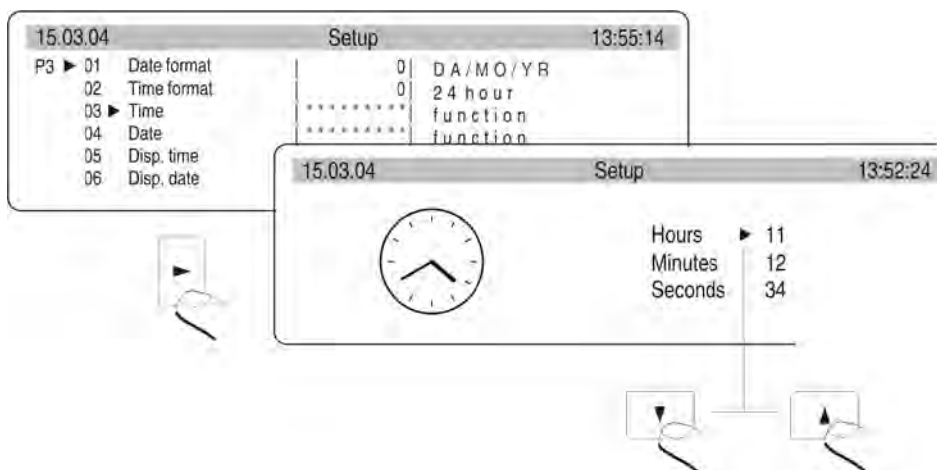 15.03.04 Setup 13:55:14
P3 ► 01 Date format | 0| DA/MO/YR
02 Time format 0| 24 hour
03 ► Time | ********* | function
04 Date | ********* | function
05 Disp. time
06 Disp. date
15.03.04 Setup 13:52:24
Hours ► 11
Minutes 12
Seconds 34